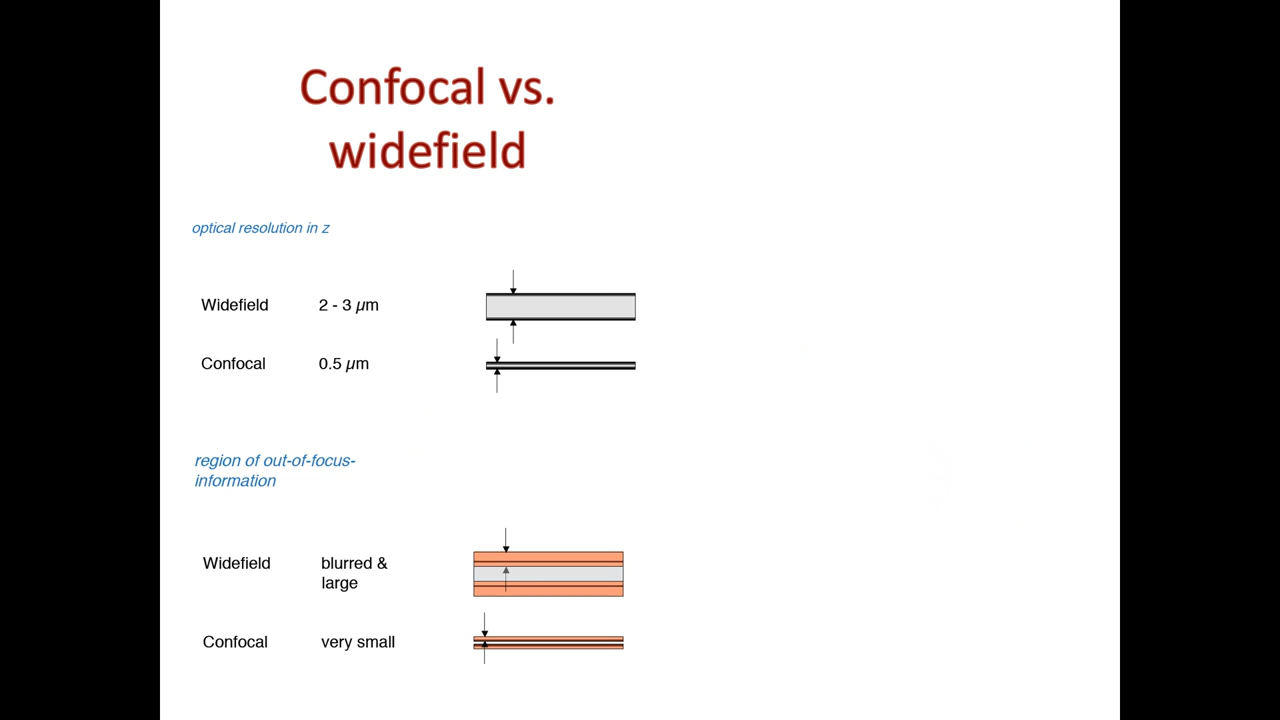 Confocal vs.
widefield
optical resolution in z
Widefield 2 - 3 µm
Confocal 0.5 µm
region of out-of-focus-
information
Widefield blurred &
large
Confocal very small